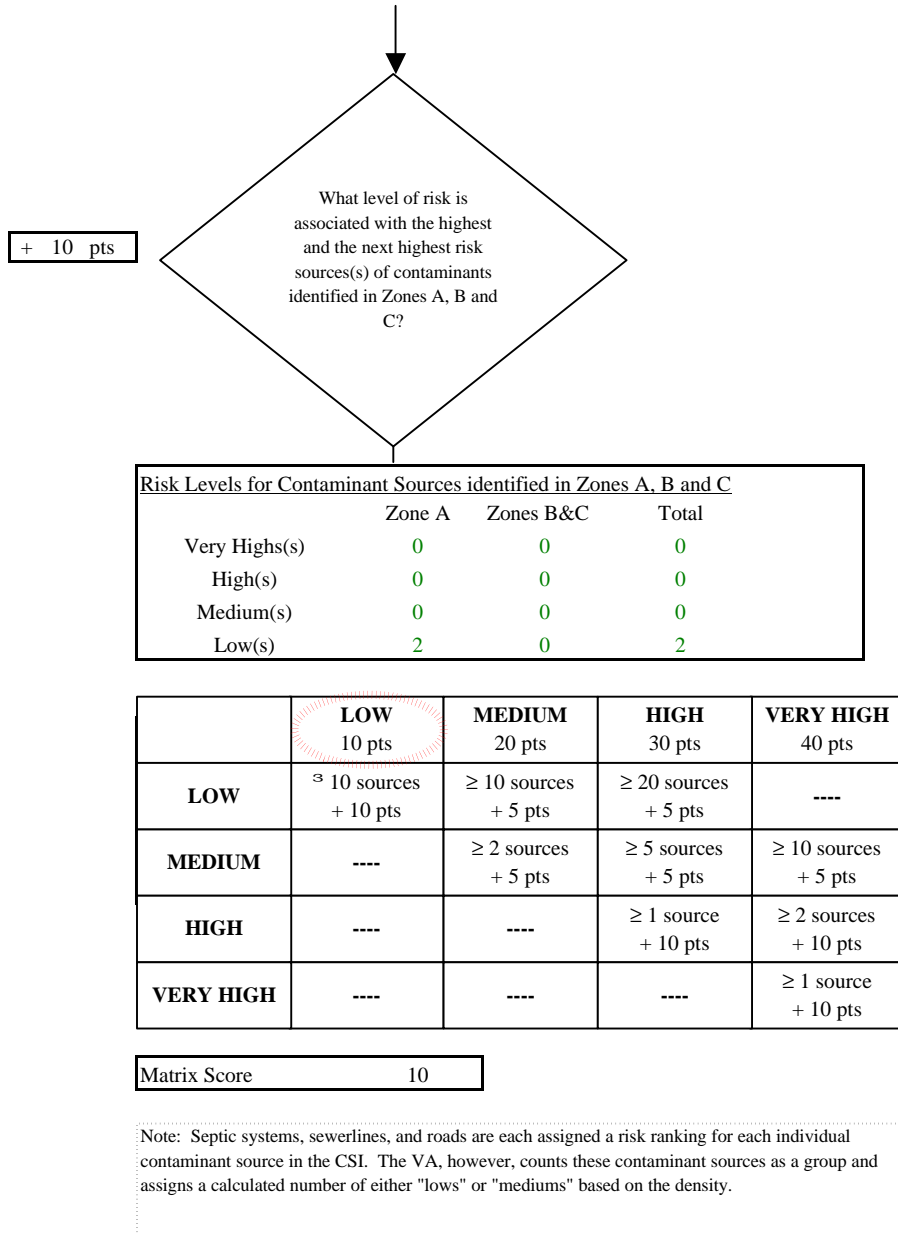 What level of risk is
associated with the highest
and the next highest risk
sources(s) of contaminants
identified in Zones A, B and
C?
+ 10 pts
Risk Levels for Contaminant Sources identified in Zones A, B and C
Zone A Zones B&C Total
Very Highs(s) 0 0 0
High(s) 0 0 0
Medium(s) 0 0 0
Low(s) 2 0 2
LOW MEDIUM HIGH VERY HIGH
10 pts 20 pts 30 pts 40 pts
LOW ³ 10 sources ≥ 10 sources ≥ 20 sources ----
+ 10 pts + 5 pts + 5 pts
MEDIUM ---- ≥ 2 sources ≥ 5 sources ≥ 10 sources
+ 5 pts + 5 pts + 5 pts
HIGH ---- ---- ≥ 1 source ≥ 2 sources
+ 10 pts + 10 pts
VERY HIGH ---- ---- ---- ≥ 1 source
+ 10 pts
Matrix Score 10
Note: Septic systems, sewerlines, and roads are each assigned a risk ranking for each individual
contaminant source in the CSI. The VA, however, counts these contaminant sources as a group and
assigns a calculated number of either "lows" or "mediums" based on the density.